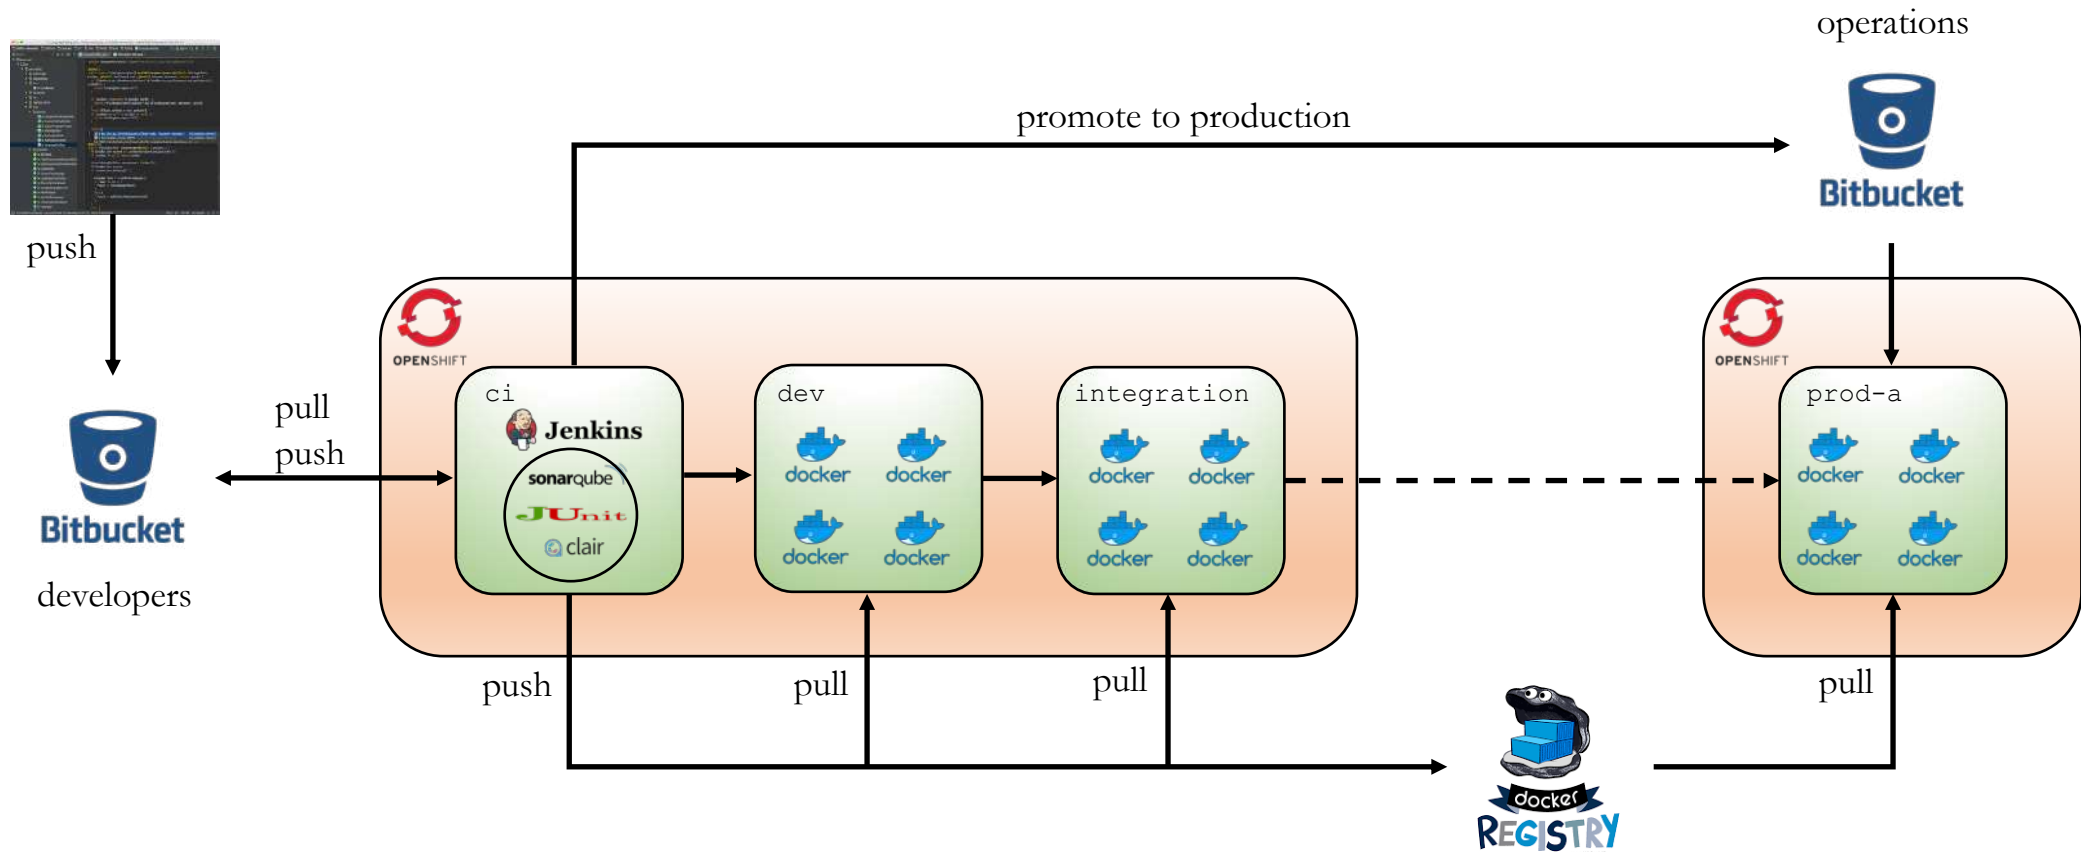 operations
promote to production
Bitbucket
push
OPENSHIFT
OPENSHIFT
ci
dev
integration
prod-a
Jenkins
pull
push
sonarqube
docker
docker
docker
docker
docker
docker
JUnit
Bitbucket
clair
docker
docker
docker
docker
docker
docker
developers
push
pull
pull
pull
docker
REGISTRY